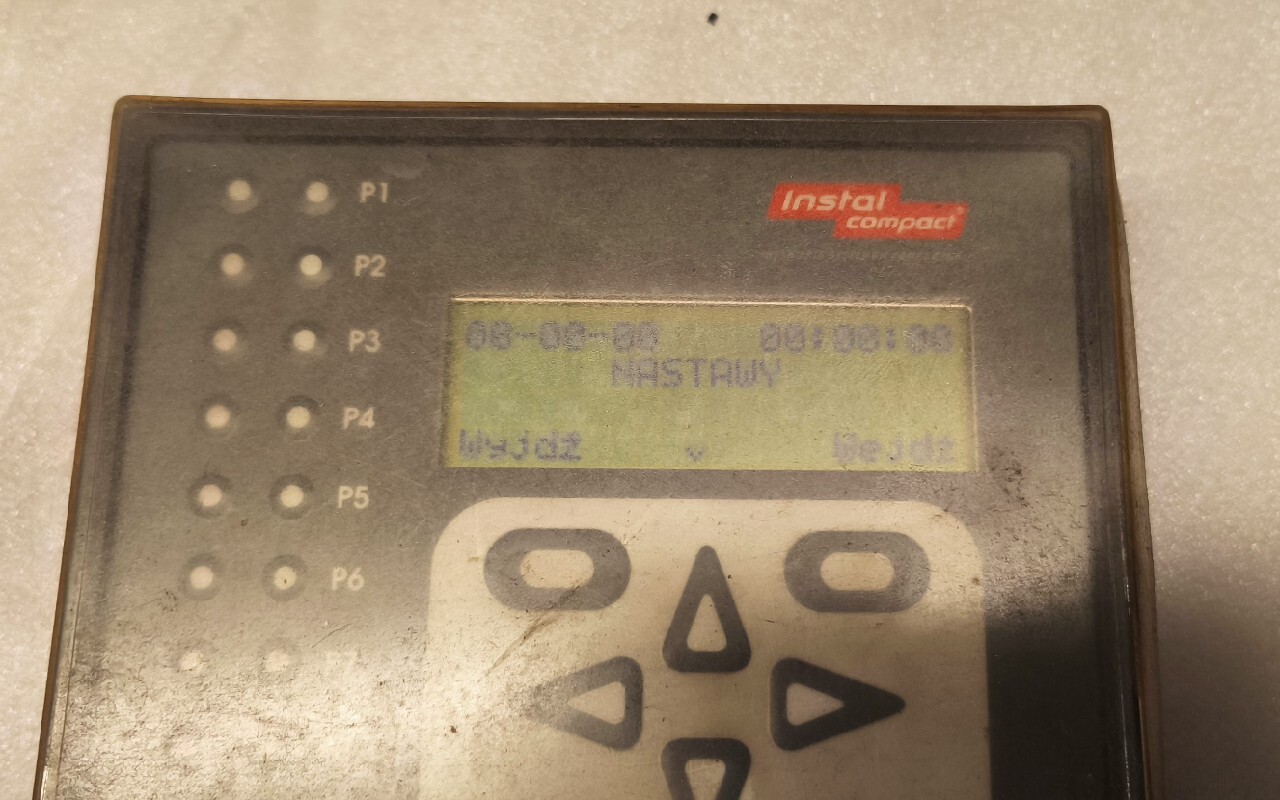 P1
P2
P3
P4
P5
P6
Instal
compact®
00-00-00 00:00:00
NASTAWY
Wyjdź v Wejdź